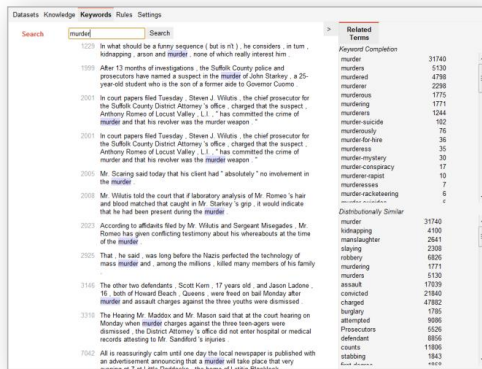 Datasets Knowledge Keywords Rules Settings
Search
murder
Search
>
Related
Terms
1229 In what should be a funny sequence ( but is n't ) , he considers , in turn ,
kidnapping , arson and murder , none of which really interest him .
1999 After 13 months of investigations , the Suffolk County police and
prosecutors have named a suspect in the murder of John Starkey , a 25-
year-old student who is the son of a former aide to Governor Cuomo .
2001 In court papers filed Tuesday , Steven J. Wilutis , the chief prosecutor for
the Suffolk County District Attorney 's office , charged that the suspect ,
Anthony Romeo of Locust Valley , L.I. , " has committed the crime of
murder and that his revolver was the murder weapon . "
2001 In court papers filed Tuesday , Steven J. Wilutis , the chief prosecutor for
the Suffolk County District Attorney 's office , charged that the suspect ,
Anthony Romeo of Locust Valley , L.I. , " has committed the crime of
murder and that his revolver was the murder weapon . "
2005 Mr. Scaring said today that his client had " absolutely " no involvement in
the murder .
2008 Mr. Wilutis told the court that if laboratory analysis of Mr. Romeo 's hair
and blood matched that caught in Mr. Starkey 's grip , it would indicate
that he had been present during the murder .
2023 According to affidavits filed by Mr. Wilutis and Sergeant Misegades , Mr.
Romeo has given conflicting testimony about his whereabouts at the time
of the murder .
2925 That , he said , was long before the Nazis perfected the technology of
mass murder and , among the millions , killed many members of his family
.
3146 The other two defendants , Scott Kern , 17 years old , and Jason Ladone ,
16 , both of Howard Beach , Queens , were freed on bail Monday after
murder and assault charges against the three youths were dismissed .
3316 The Hearing Mr. Maddox and Mr. Mason said that at the court hearing on
Monday when murder charges against the three teen-agers were
dismissed , the District Attorney 's office did not enter hospital or medical
records attesting to Mr. Sandiford 's injuries .
7042 All is reassuringly calm until one day the local newspaper is published with
an advertisement announcing that a murder will take place that very
Keyword Completion
murder 31740
murders 5130
murdered 4798
murderer 2298
murderous 1775
murdering 1771
murderers 1244
murder-suicide 102
murderously 76
murder-for-hire 36
murderess 35
murder-mystery 30
murder-conspiracy 17
murderer-rapist 10
murderesses 7
murder-racketeering 6
Distributionally Similar
murder 31740
kidnapping 4100
manslaughter 2641
slaying 2308
robbery 6826
murdering 1771
murders 5130
assault 17039
convicted 21840
charged 47882
burglary 1785
attempted 9086
Prosecutors 5526
defendant 8856
counts 11806
stabbing 1843